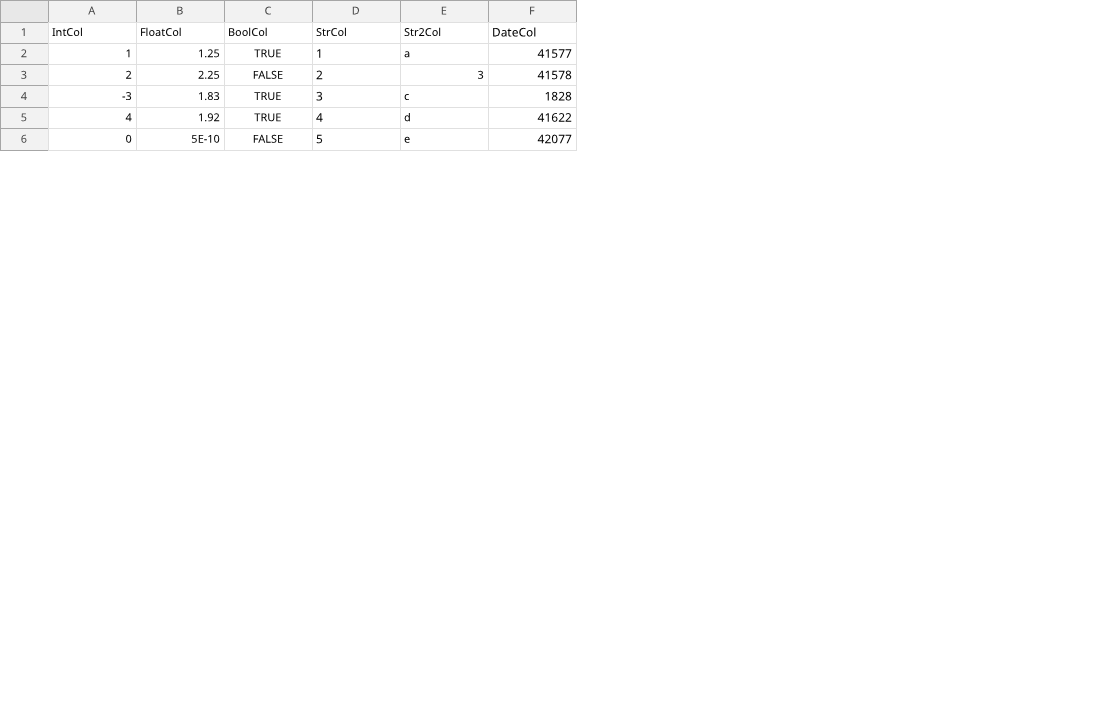 A B C D E F
1 IntCol FloatCol BoolCol StrCol Str2Col DateCol
2 1 1.25 TRUE 1 a 41577
3 2 2.25 FALSE 2 3 41578
4 -3 1.83 TRUE 3 c 1828
5 4 1.92 TRUE 4 d 41622
6 0 5E-10 FALSE 5 e 42077